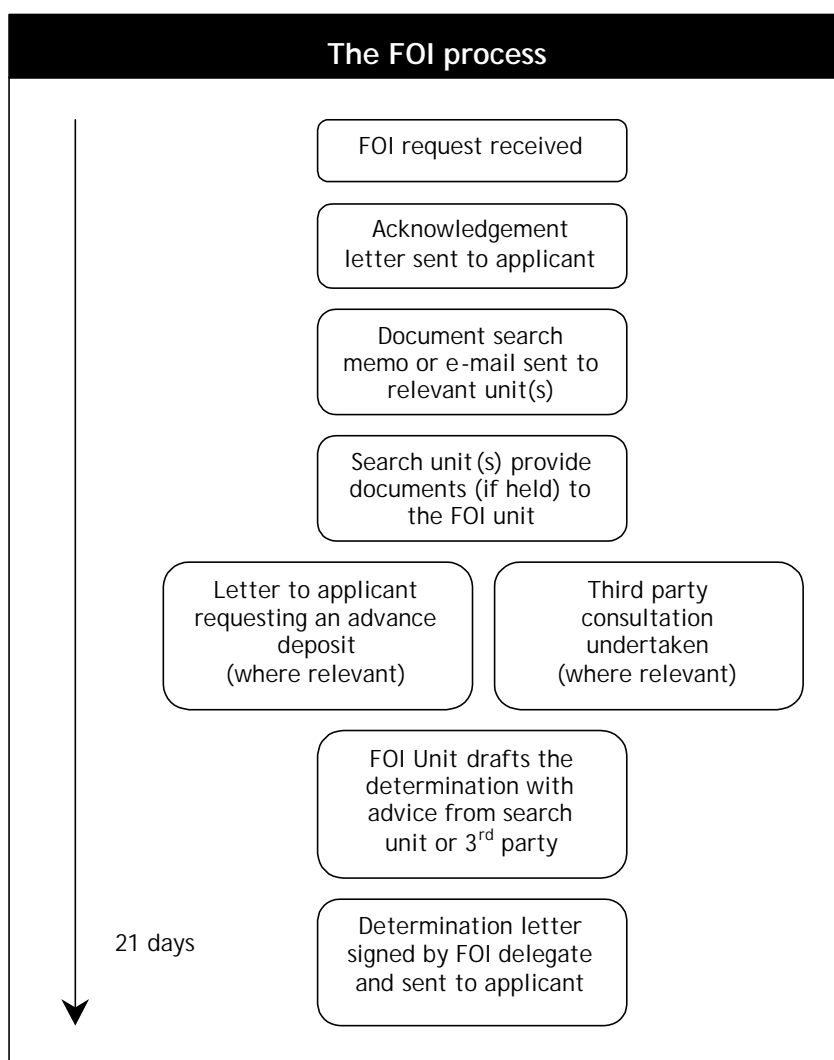 The FOI process
FOI request received
Acknowledgement
letter sent to applicant
Document search
memo or e-mail sent to
relevant unit(s)
Search unit(s) provide
documents (if held) to
the FOI unit
Letter to applicant
requesting an advance
deposit
(where relevant)
Third party
consultation
undertaken
(where relevant)
FOI Unit drafts the
determination with
advice from search
unit or 3rd party
21 days
Determination letter
signed by FOI delegate
and sent to applicant